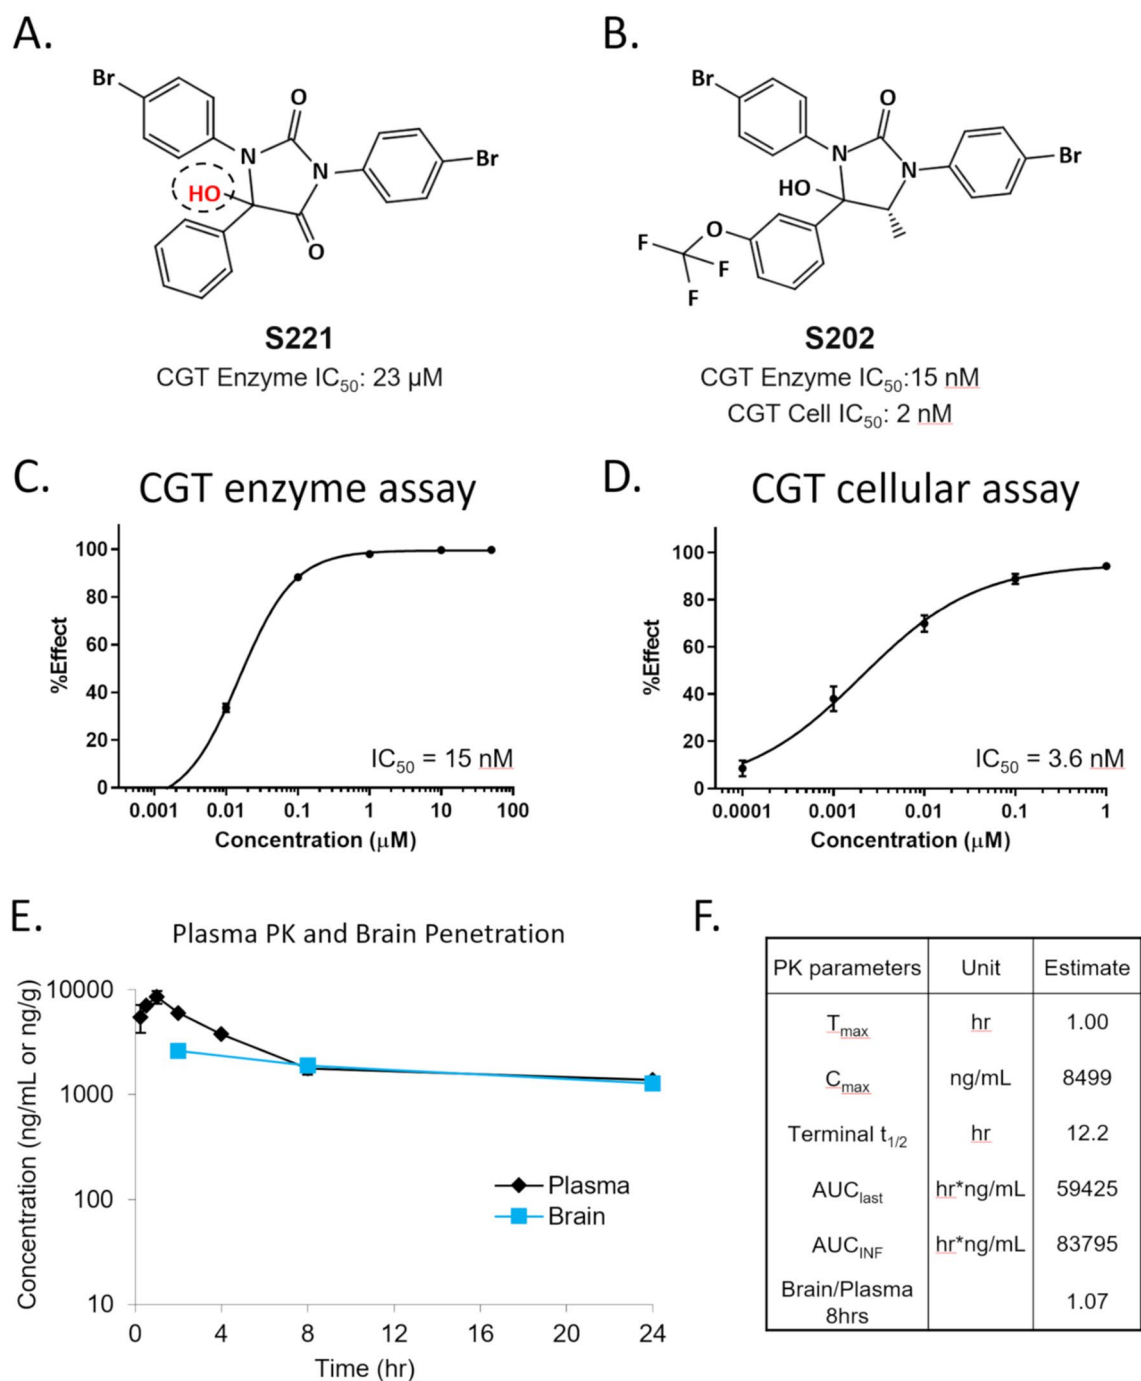 A.
Br
O
N
N
Br
HO
O
S221
CGT Enzyme IC50: 23 μM
B.
Br
O
N
N
Br
HO
O
F
F
F
S202
CGT Enzyme IC50:15 nM
CGT Cell IC50: 2 nM
C.
CGT enzyme assay
%Effect
100
80
60
40
20
0
IC50 = 15 nM
0.001 0.01 0.1 1 10 100
Concentration (μM)
D.
CGT cellular assay
%Effect
100
80
60
40
20
0
IC50 = 3.6 nM
0.0001 0.001 0.01 0.1 1
Concentration (μM)
E.
Plasma PK and Brain Penetration
Concentration (ng/mL or ng/g)
10000
1000
100
10
Plasma
Brain
0 4 8 12 16 20 24
Time (hr)
F.
PK parameters Unit Estimate
Tmax hr 1.00
Cmax ng/mL 8499
Terminal t1/2 hr 12.2
AUClast hr*ng/mL 59425
AUCINF hr*ng/mL 83795
Brain/Plasma
8hrs 1.07